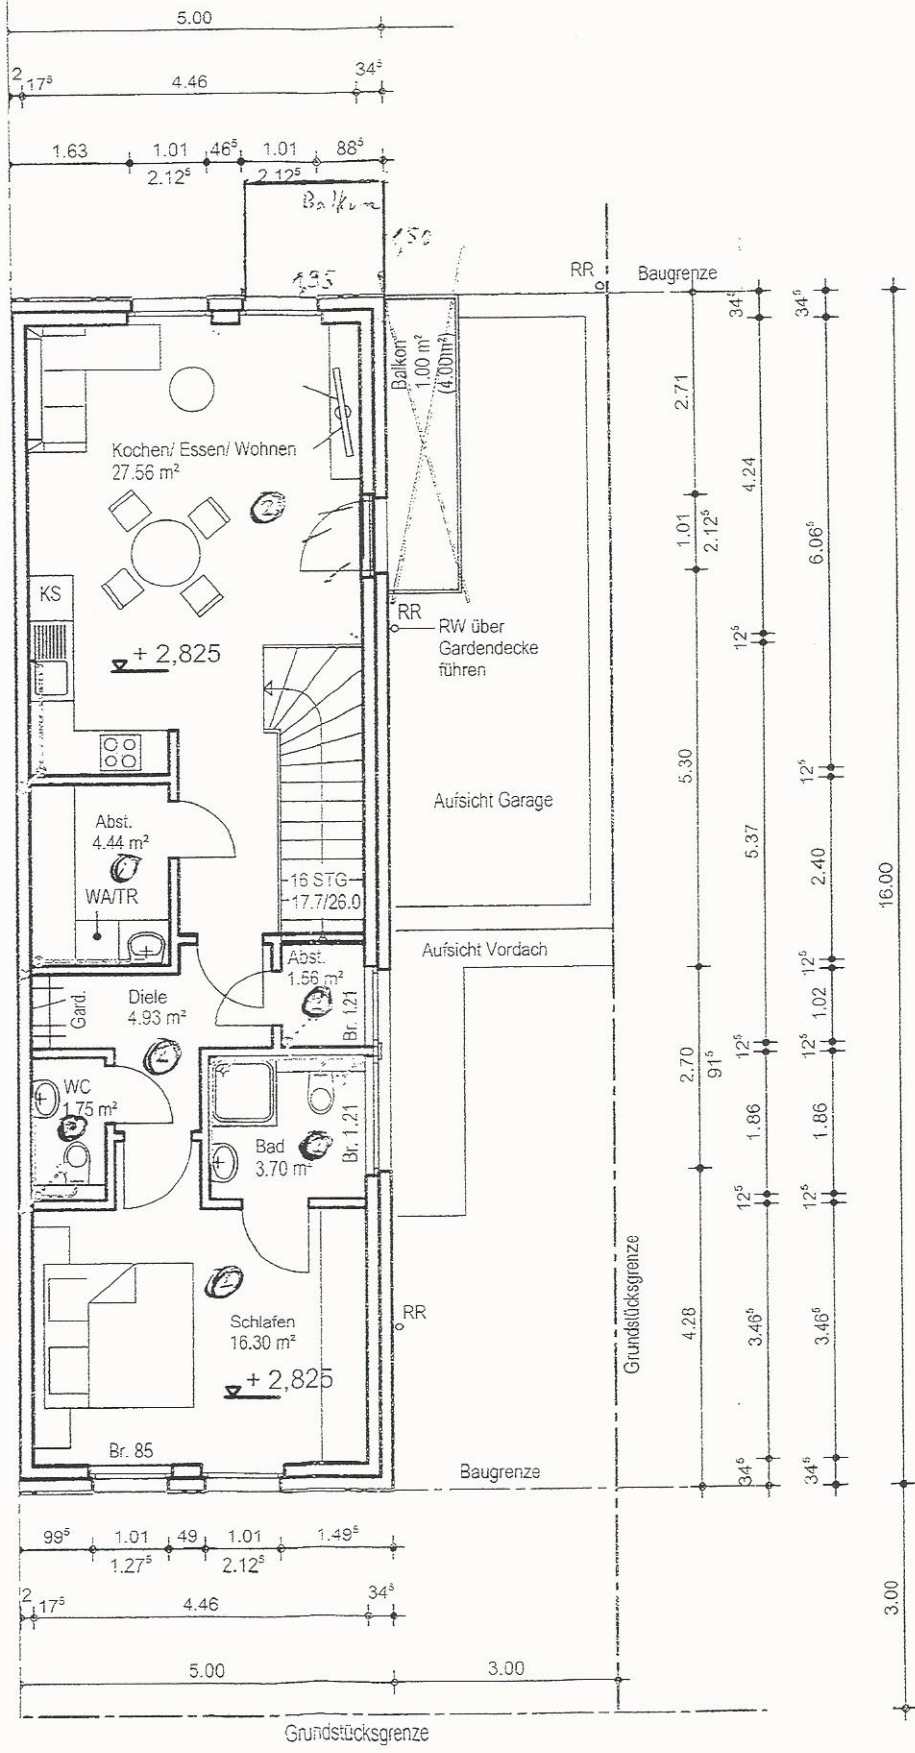 5.00
2 17⁵ 4.46 34⁵
1.63 1.01 46⁵ 1.01 88⁵
2.12⁵ 2.12⁵
Balkon
1,50
1,95
RR Baugrenze
34⁵ 34⁵
Balkon
1.00 m²
(4.00m²)
2.71
4.24
Kochen/ Essen/ Wohnen
27.56 m²
2
1.01
2.12⁵
6.06⁵
KS
RR
RW über
Gardendecke
führen
12⁵
+ 2,825
5.30
12⁵
Aufsicht Garage
5.37
2.40
16.00
Abst.
4.44 m²
WA/TR
16 STG
17.7/26.0
Aufsicht Vordach
Abst.
1.56 m²
12⁵
Gard.
Diele
4.93 m²
2
Br. 1.21
1.02
12⁵ 12⁵
2.70
91⁵
WC
1.75 m²
Bad
3.70 m²
Br. 1.21
1.86 1.86
12⁵ 12⁵
2
Schlafen
16.30 m²
RR
Grundstücksgrenze
4.28
3.46⁵ 3.46⁵
+ 2,825
Br. 85
Baugrenze
34⁵ 34⁵
99⁵ 1.01 49 1.01 1.49⁵
1.27⁵ 2.12⁵
2 17⁵ 4.46 34⁵
3.00
5.00 3.00
Grundstücksgrenze